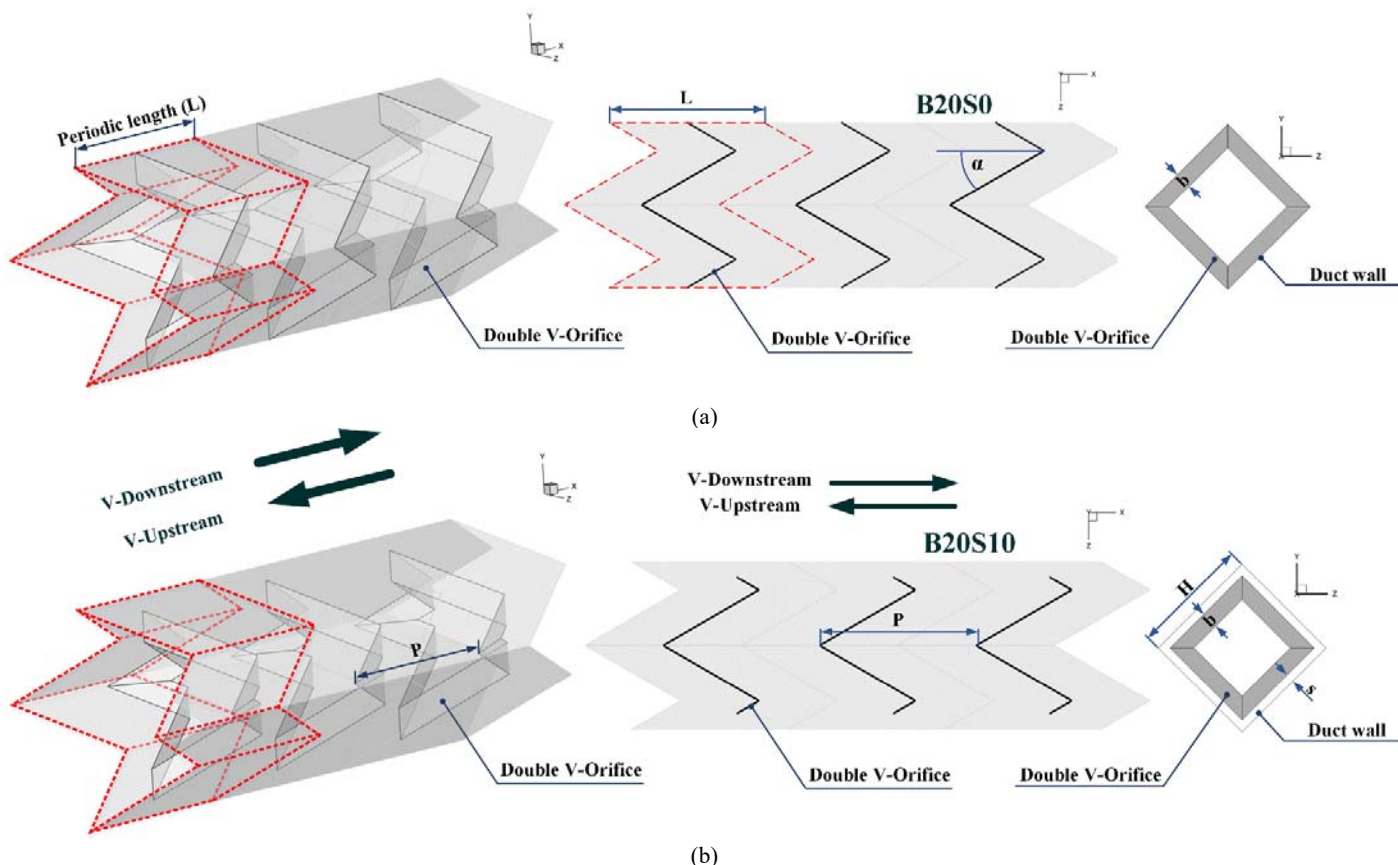 Y
X
Z
Periodic length (L)
L
B20S0
Y
X
Z
α
Y
X
Z
b
Duct wall
Double V-Orifice
Double V-Orifice
Double V-Orifice
(a)
V-Downstream
V-Upstream
Y
X
Z
V-Downstream
V-Upstream
Y
X
Z
B20S10
H
b
s
Y
X
Z
P
P
Duct wall
Double V-Orifice
Double V-Orifice
Double V-Orifice
(b)